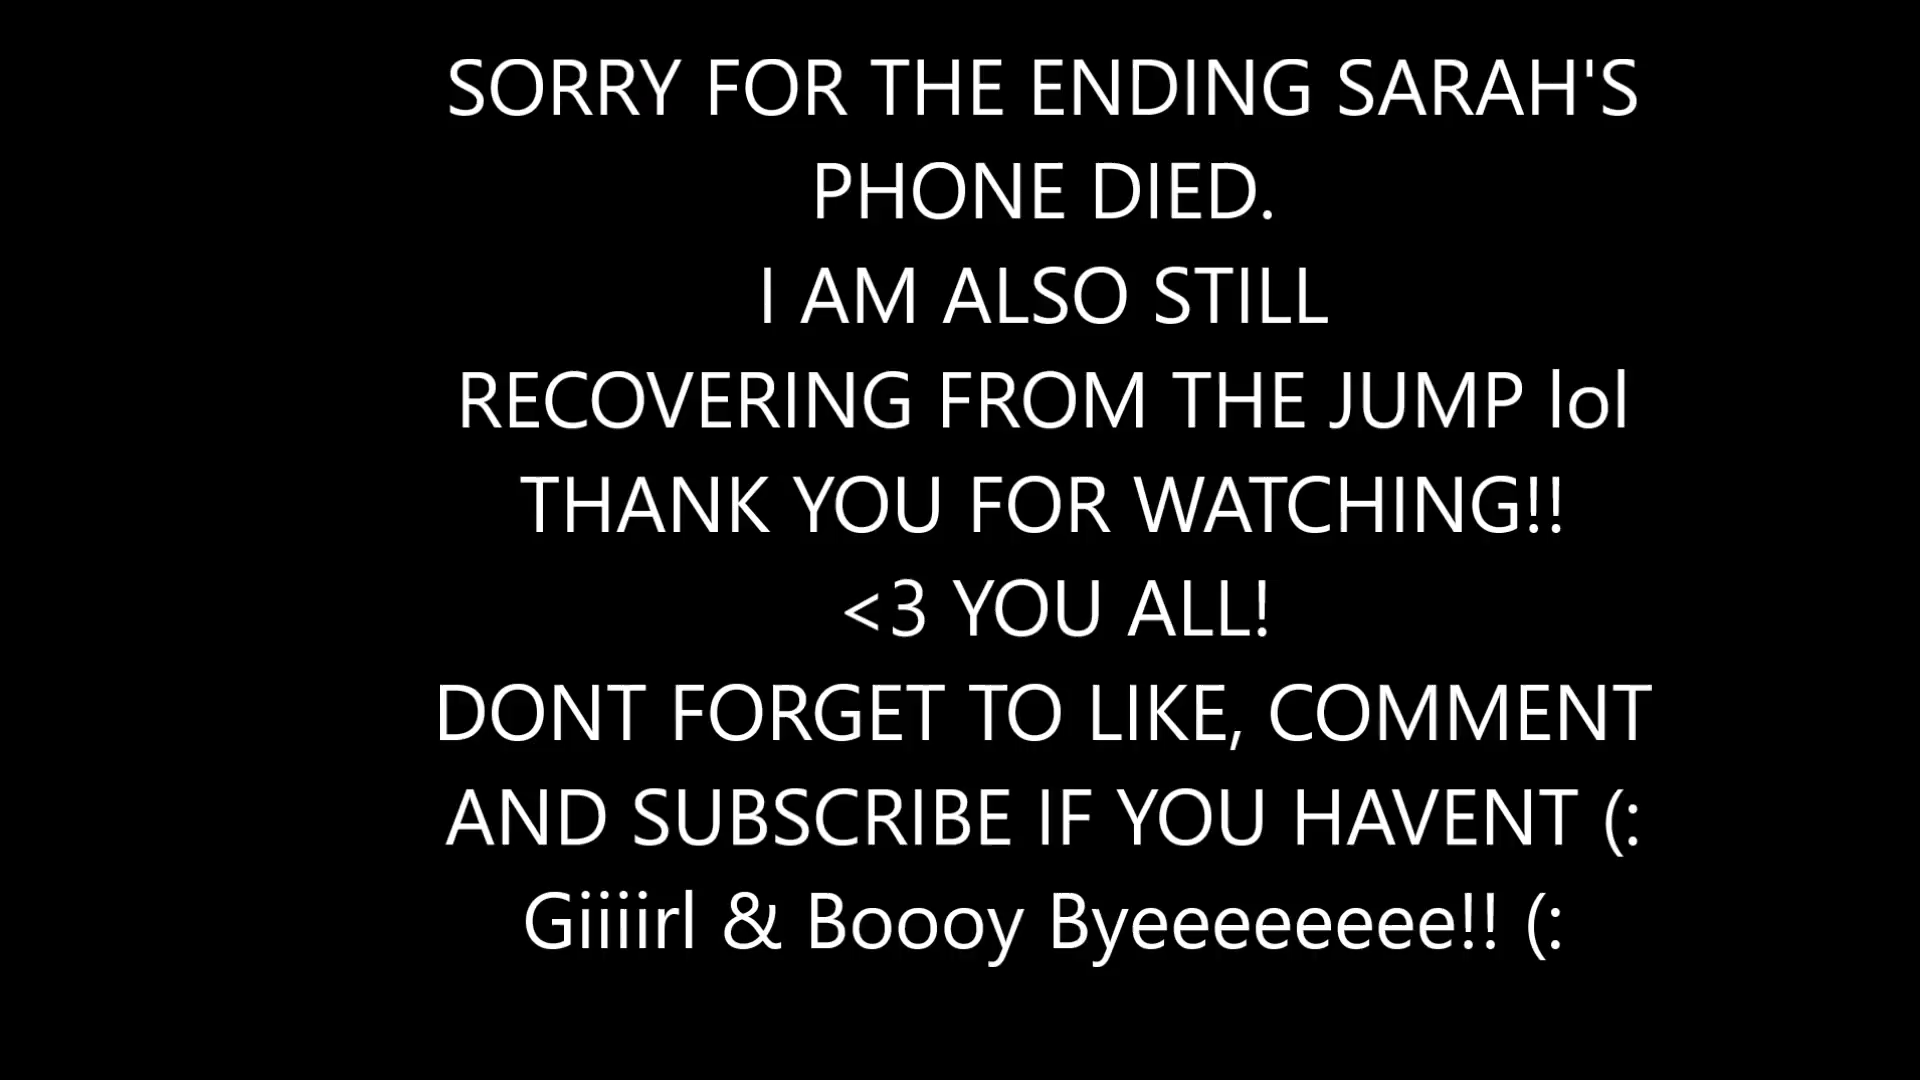 SORRY FOR THE ENDING SARAH'S
PHONE DIED.
I AM ALSO STILL
RECOVERING FROM THE JUMP lol
THANK YOU FOR WATCHING!!
<3 YOU ALL!
DONT FORGET TO LIKE, COMMENT
AND SUBSCRIBE IF YOU HAVENT (:
Giiiirl & Boooy Byeeeeeeee!! (: